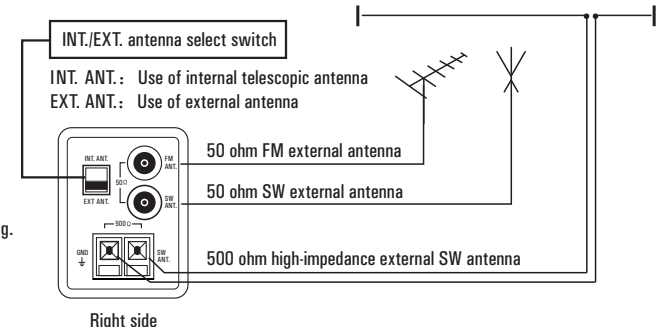 INT./EXT. antenna select switch
INT. ANT.: Use of internal telescopic antenna
EXT. ANT.: Use of external antenna
INT. ANT.
FM
ANT.
50Ω
EXT ANT.
SW
ANT.
500 Ω
GND
SW
ANT.
50 ohm FM external antenna
50 ohm SW external antenna
g.
500 ohm high-impedance external SW antenna
Right side